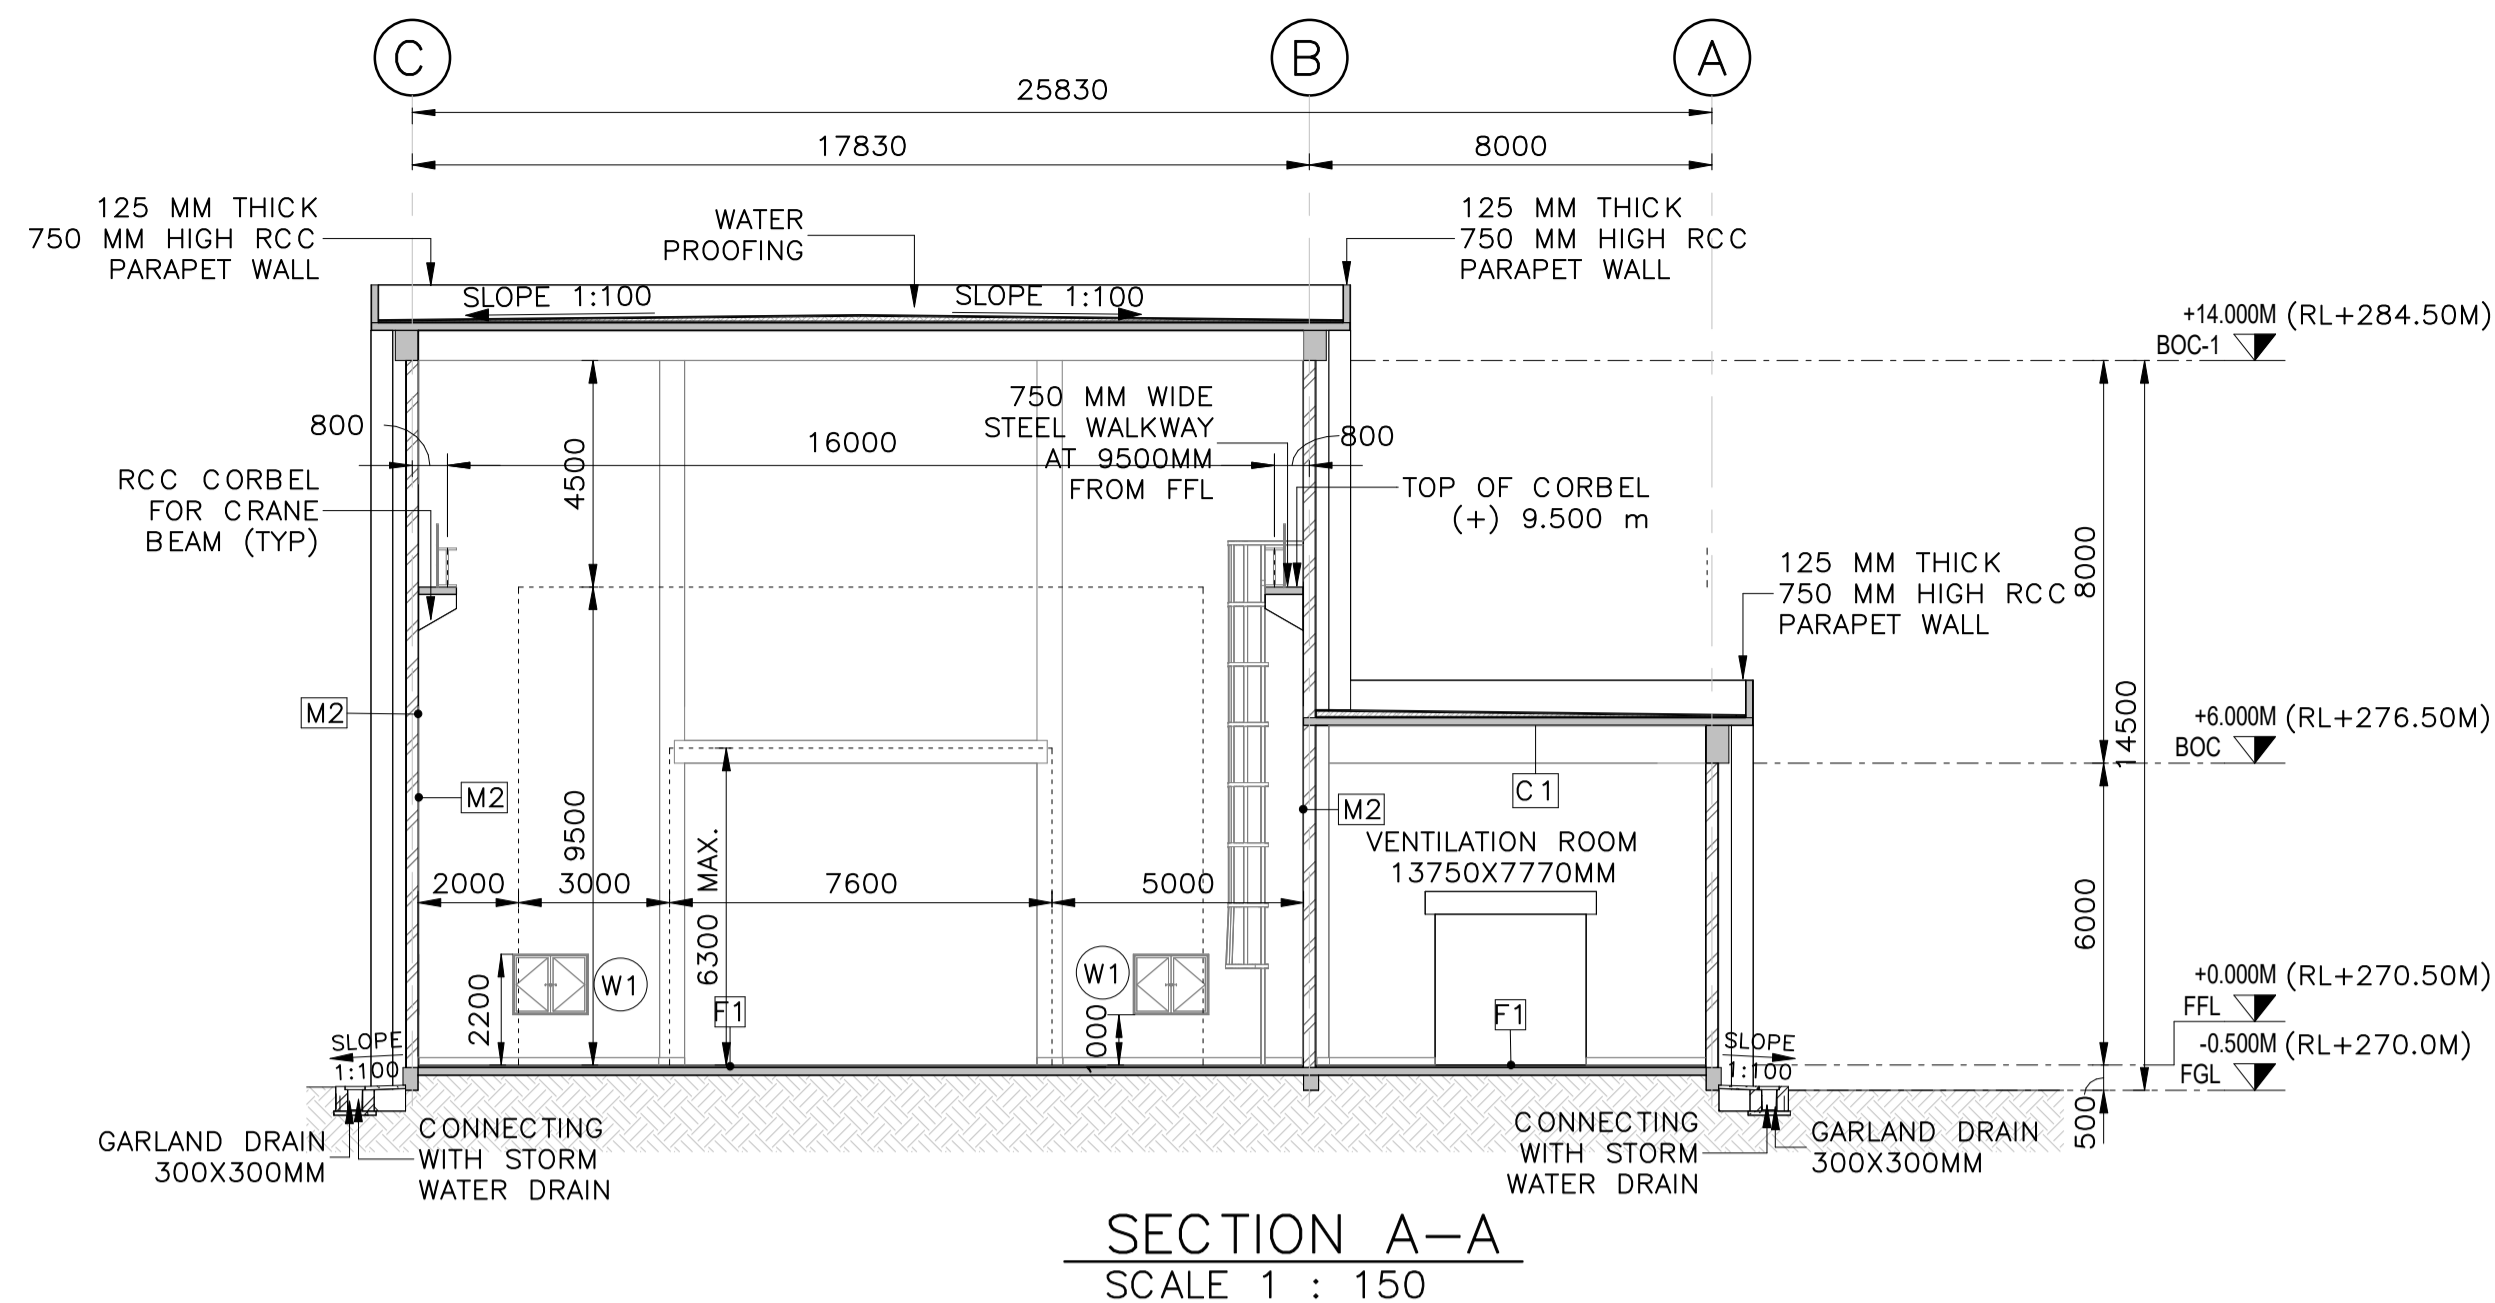 C
B
A
25830
17830
8000
125 MM THICK
750 MM HIGH RCC
PARAPET WALL
WATER
PROOFING
125 MM THICK
750 MM HIGH RCC
PARAPET WALL
SLOPE 1:100
SLOPE 1:100
+14.000M (RL+284.50M)
BOC-1
800
4500
16000
750 MM WIDE
STEEL WALKWAY
AT 9500MM
FROM FFL
800
RCC CORBEL
FOR CRANE
BEAM (TYP)
TOP OF CORBEL
(+) 9.500 m
8000
14500
125 MM THICK
750 MM HIGH RCC
PARAPET WALL
M2
+6.000M (RL+276.50M)
BOC
M2
9500
6300 MAX.
M2
C1
VENTILATION ROOM
13750X7770MM
2000
3000
7600
5000
6000
2200
W1
F1
W1
1000
F1
+0.000M (RL+270.50M)
FFL
-0.500M (RL+270.0M)
FGL
SLOPE
1:100
SLOPE
1:100
500
GARLAND DRAIN
300X300MM
CONNECTING
WITH STORM
WATER DRAIN
CONNECTING
WITH STORM
WATER DRAIN
GARLAND DRAIN
300X300MM
SECTION A-A
SCALE 1 : 150